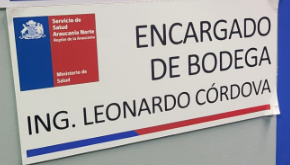 Servicio de
Salud
Araucanía Norte
Región de la Araucanía
Ministerio de
Salud
ENCARGADO
DE BODEGA
ING. LEONARDO CÓRDOVA